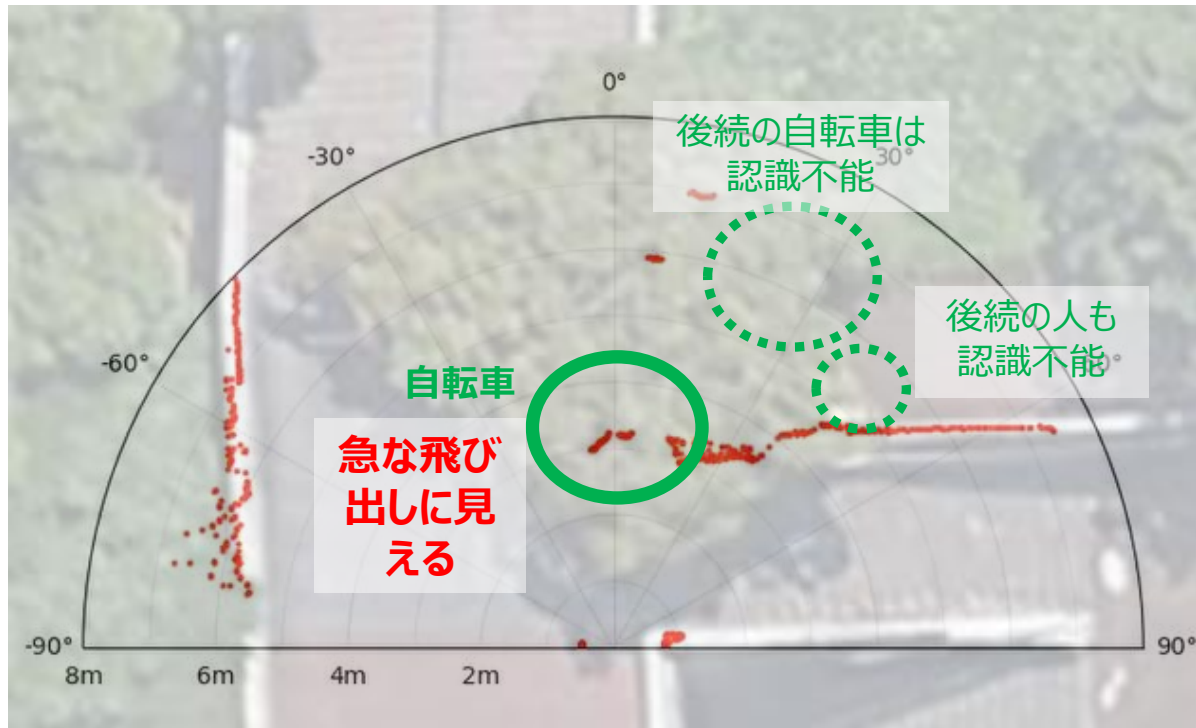 0°
後続の自転車は
認識不能
-30°
30°
後続の人も
認識不能
-60°
60°
自転車
急な飛び
出しに見
える
-90°
90°
8m
6m
4m
2m